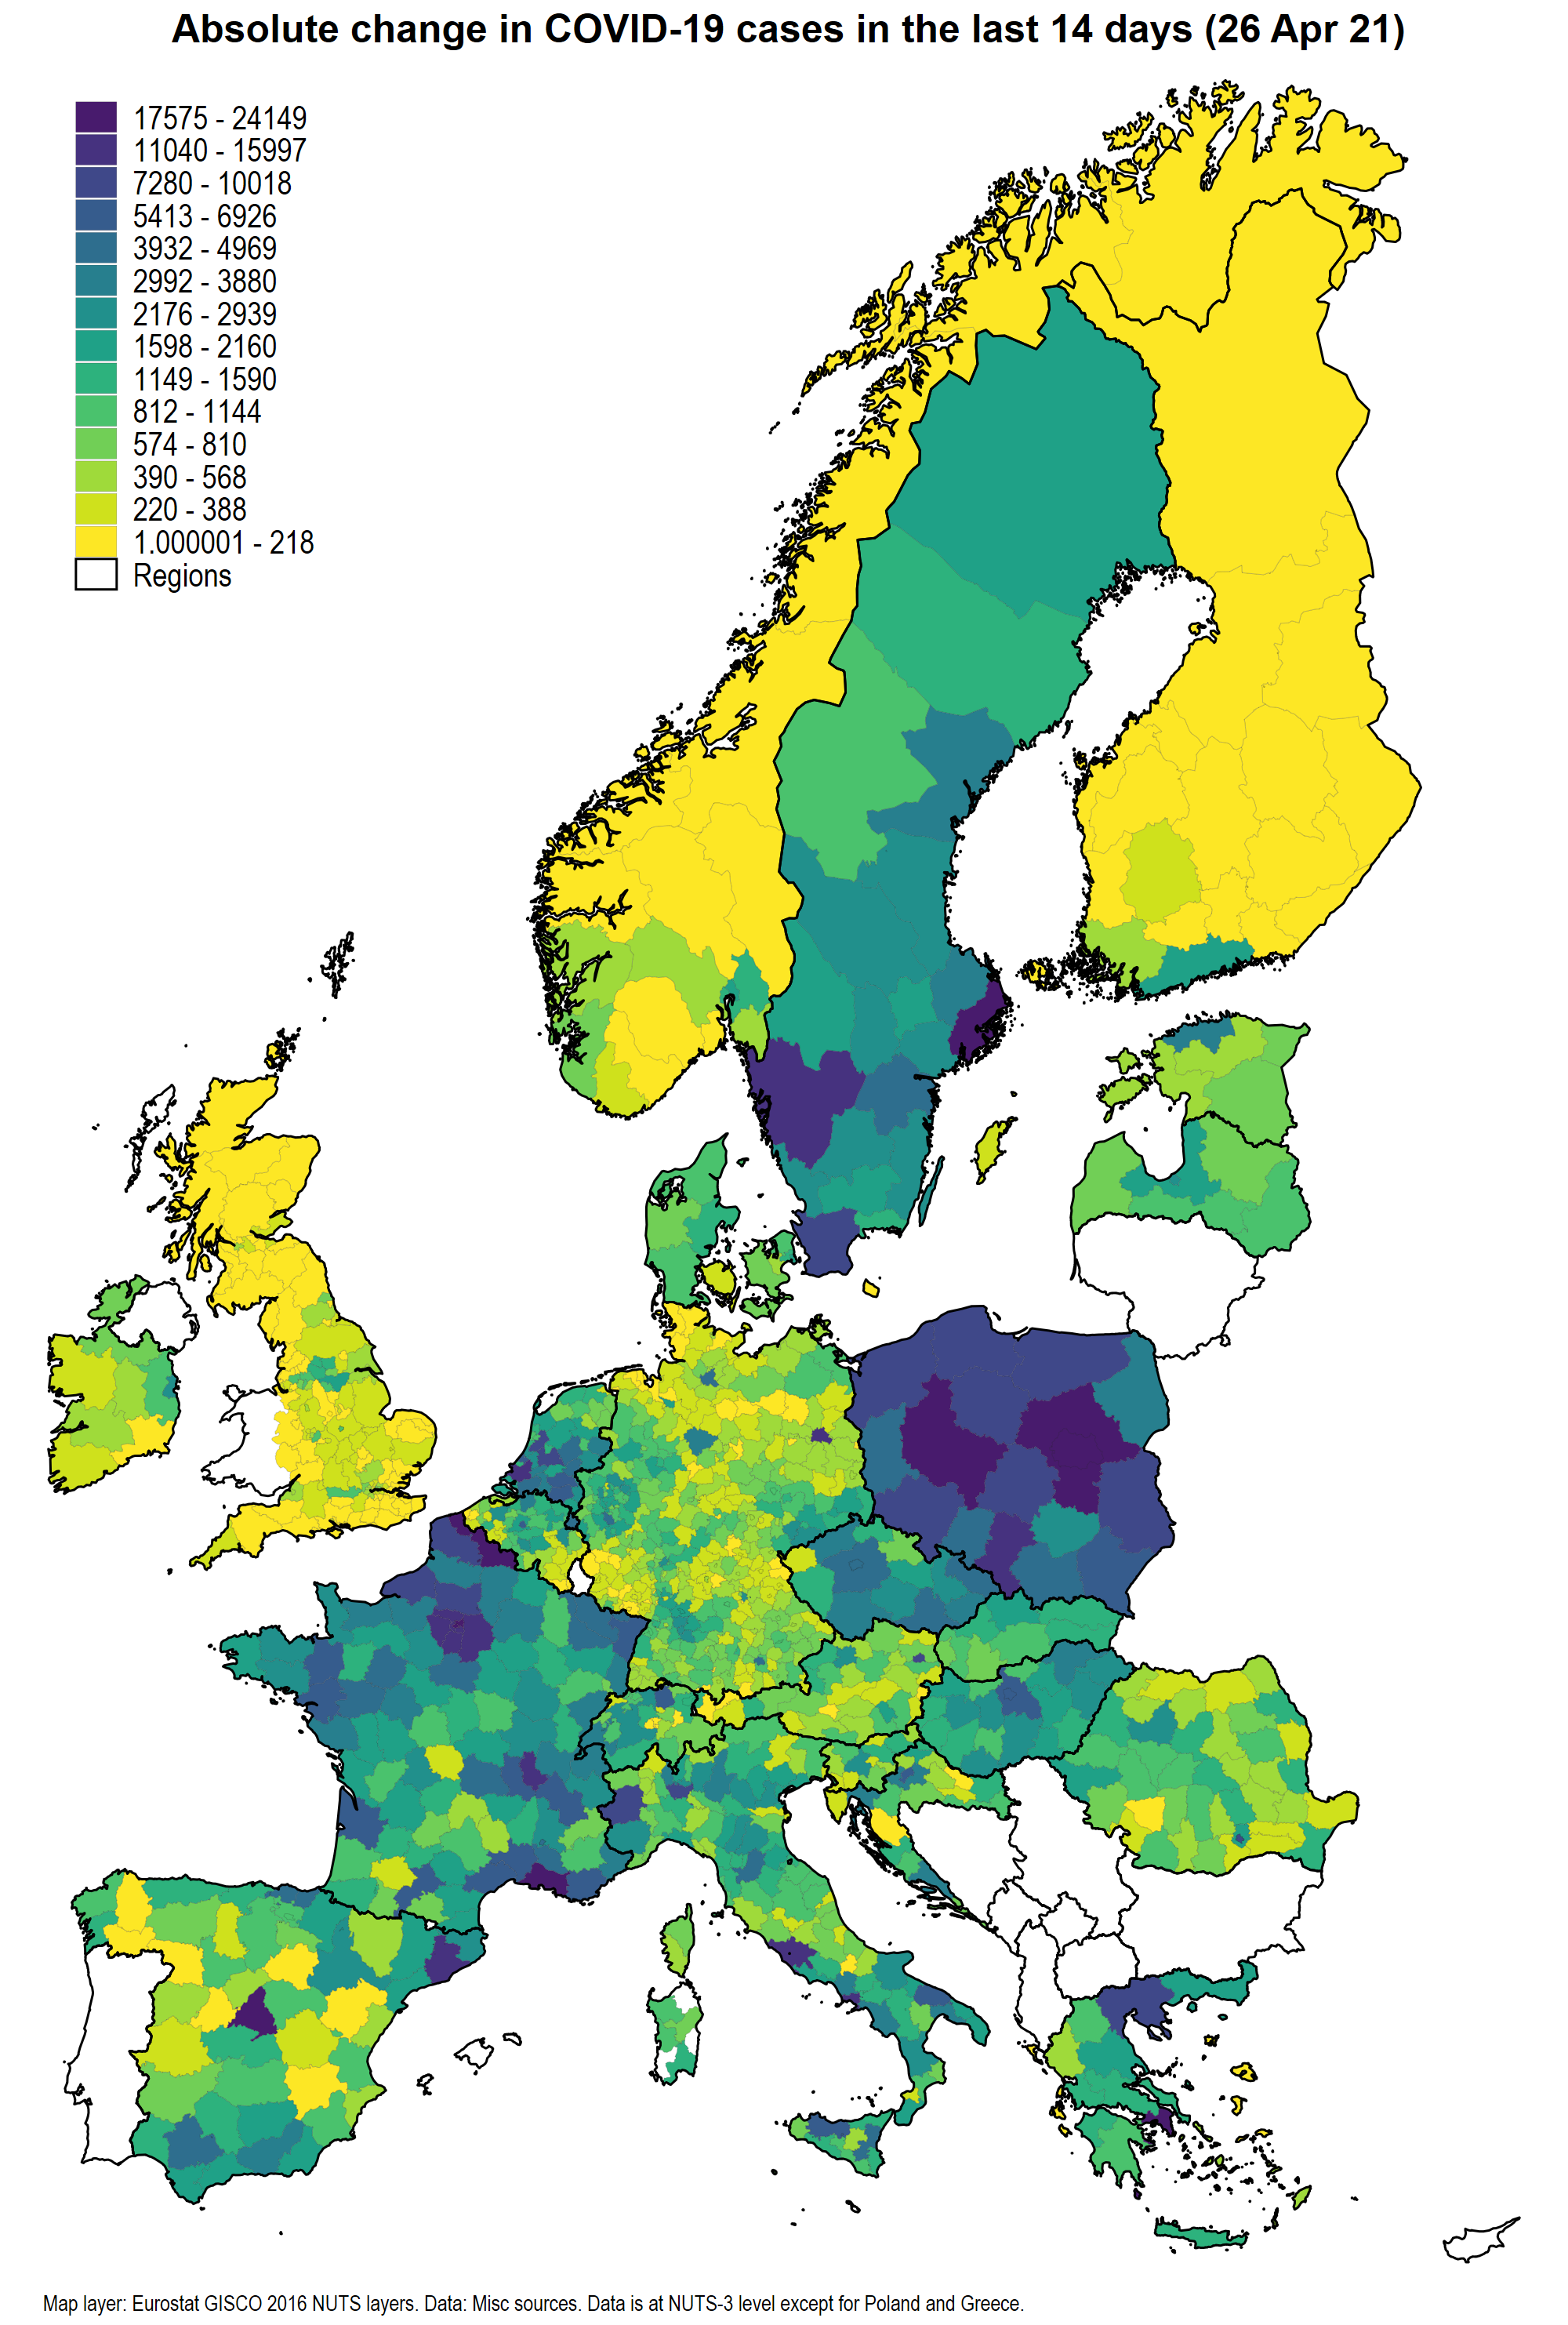 Absolute change in COVID-19 cases in the last 14 days (26 Apr 21)
17575 - 24149
11040 - 15997
7280 - 10018
5413 - 6926
3932 - 4969
2992 - 3880
2176 - 2939
1598 - 2160
1149 - 1590
812 - 1144
574 - 810
390 - 568
220 - 388
1.000001 - 218
Regions
Map layer: Eurostat GISCO 2016 NUTS layers. Data: Misc sources. Data is at NUTS-3 level except for Poland and Greece.